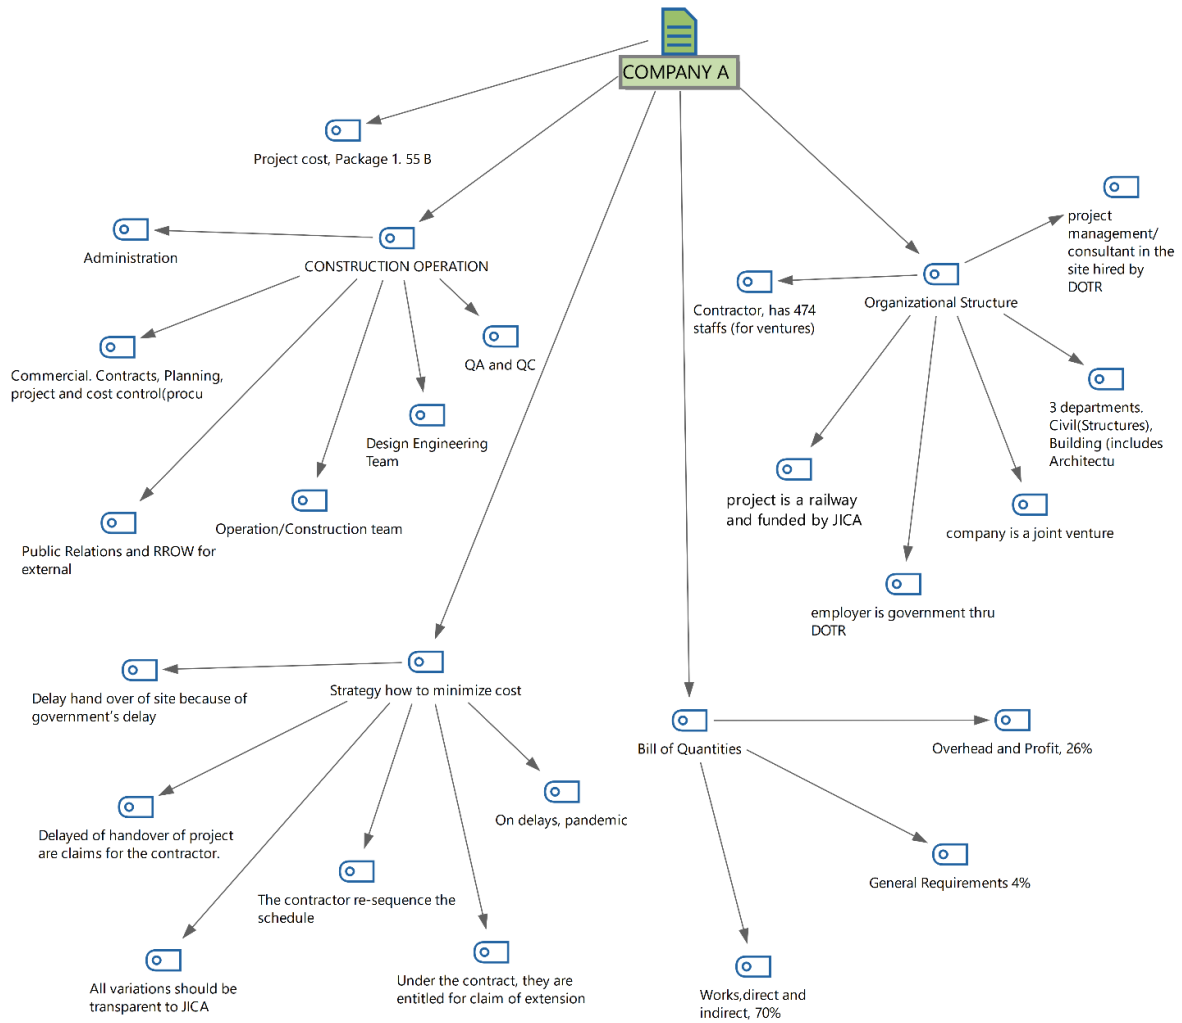 COMPANY A
Project cost, Package 1. 55 B
Administration
CONSTRUCTION OPERATION
Commercial. Contracts, Planning,
project and cost control(procu
QA and QC
Design Engineering
Team
Operation/Construction team
Public Relations and RROW for
external
project
management/
consultant in the
site hired by
DOTR
Contractor, has 474
staffs (for ventures)
Organizational Structure
3 departments.
Civil(Structures),
Building (includes
Architectu
project is a railway
and funded by JICA
company is a joint venture
employer is government thru
DOTR
Delay hand over of site because of
government's delay
Strategy how to minimize cost
Delayed of handover of project
are claims for the contractor.
On delays, pandemic
The contractor re-sequence the
schedule
All variations should be
transparent to JICA
Under the contract, they are
entitled for claim of extension
Bill of Quantities
Overhead and Profit, 26%
General Requirements 4%
Works,direct and
indirect, 70%